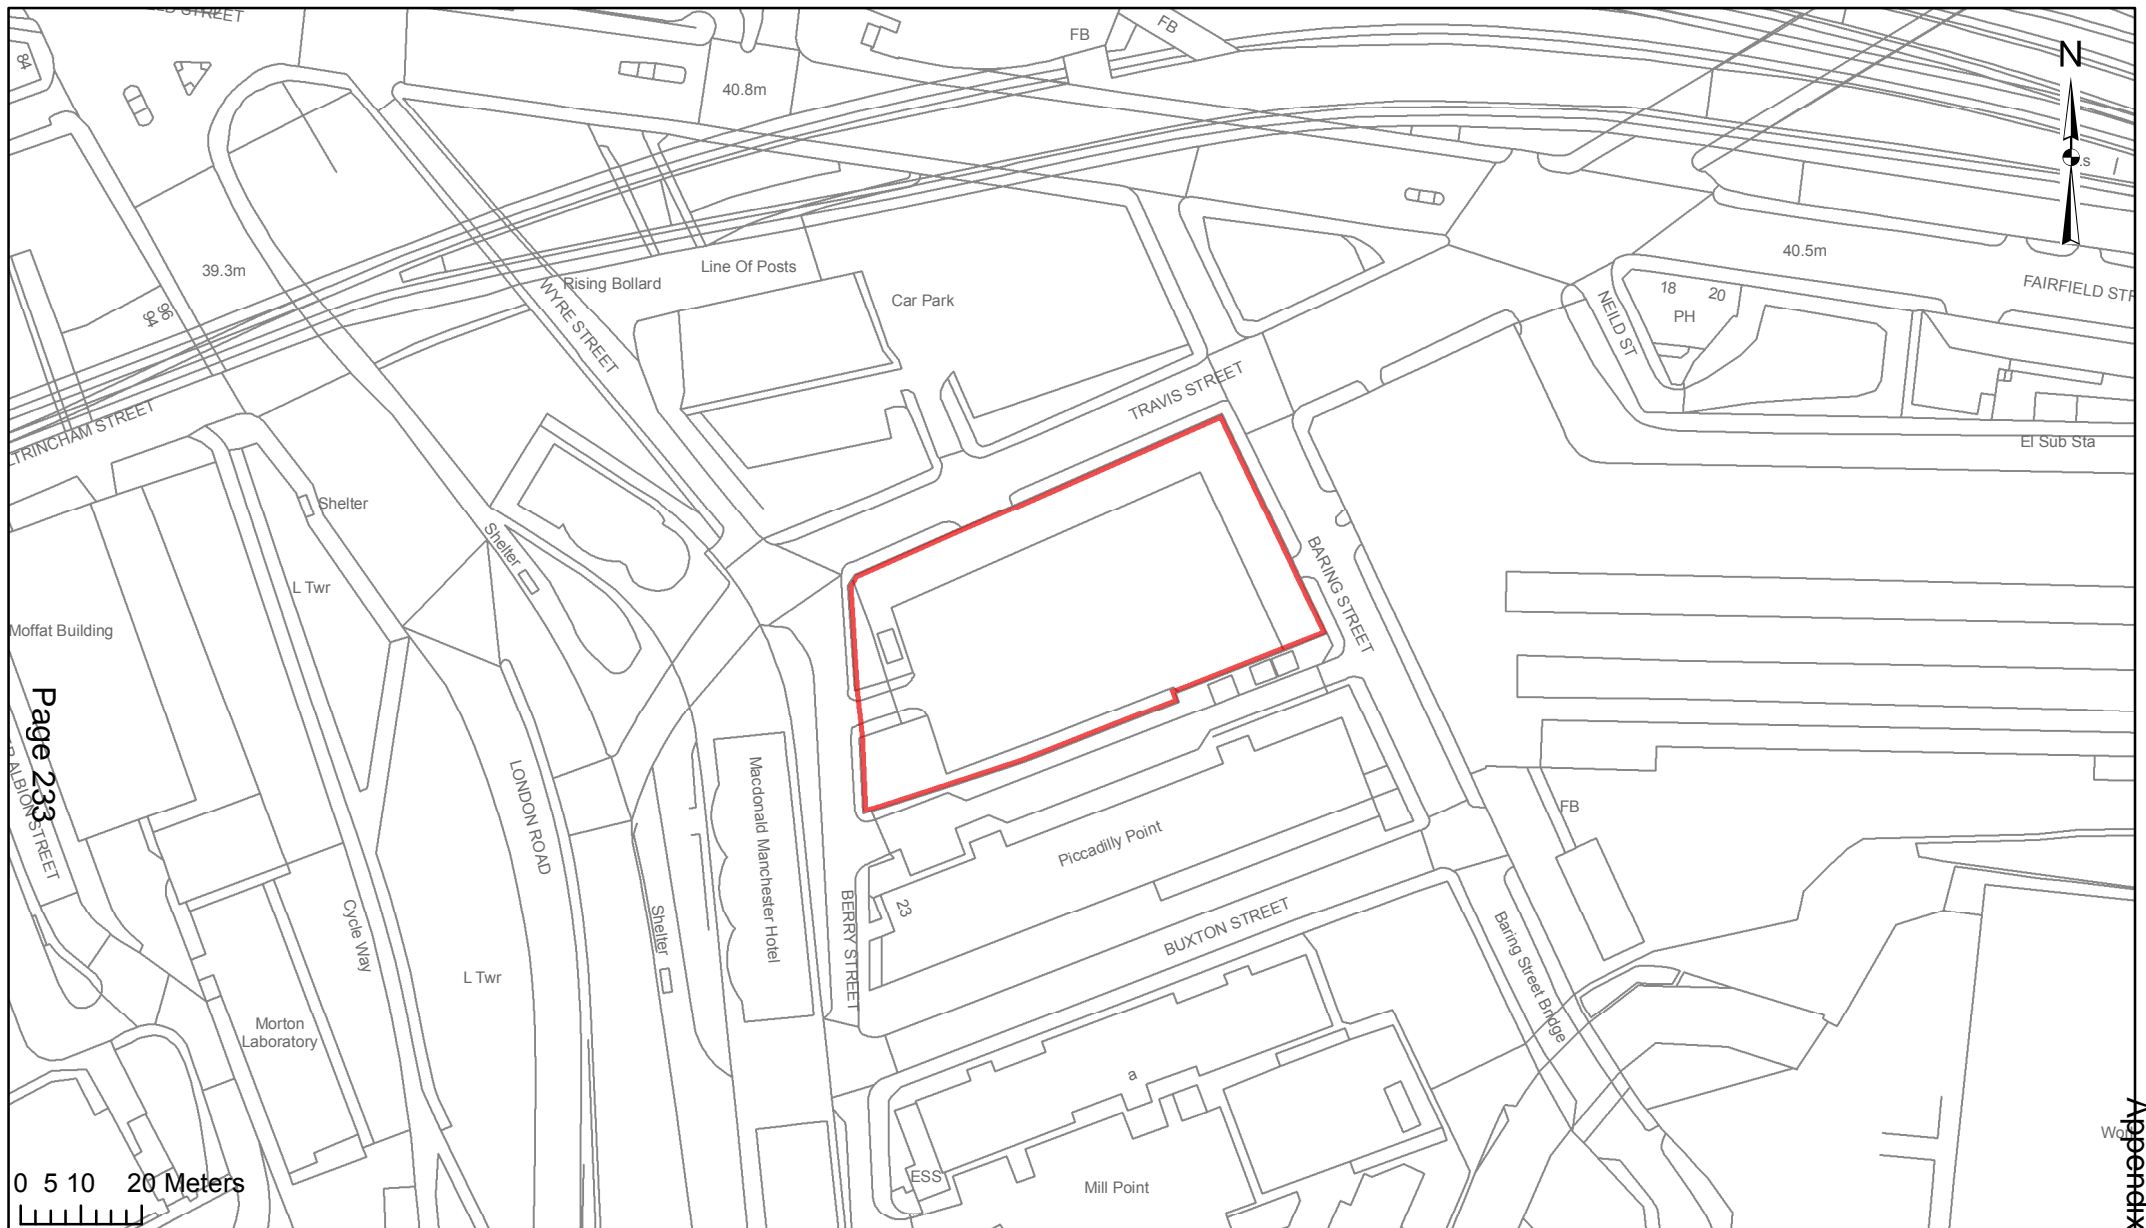 FB
FB
N
84
40.8m
40.5m
39.3m
Line Of Posts
Rising Bollard
Car Park
WYRE STREET
18
20
PH
NEILD ST
FAIRFIELD STR
96
94
TRINCHAM STREET
TRAVIS STREET
El Sub Sta
Shelter
Shelter
L Twr
BARING STREET
Moffat Building
Page 233
ALBION STREET
LONDON ROAD
Macdonald Manchester Hotel
Piccadilly Point
FB
23
BERRY STREET
Shelter
Cycle Way
BUXTON STREET
Baring Street Bridge
L Twr
Morton
Laboratory
a
Mill Point
ESS
0 5 10 20 Meters
Appendix